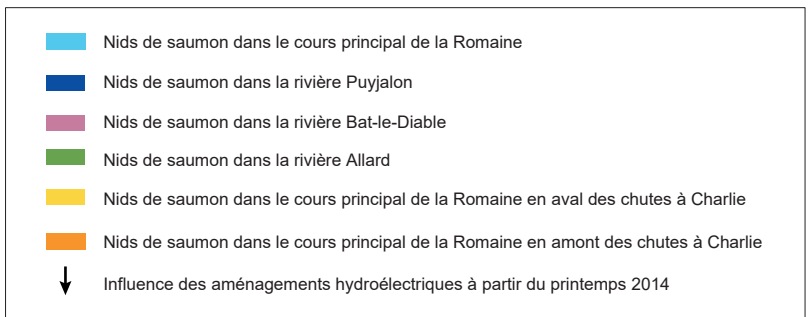 Nids de saumon dans le cours principal de la Romaine
Nids de saumon dans la rivière Puyjalon
Nids de saumon dans la rivière Bat-le-Diable
Nids de saumon dans la rivière Allard
Nids de saumon dans le cours principal de la Romaine en aval des chutes à Charlie
Nids de saumon dans le cours principal de la Romaine en amont des chutes à Charlie
Influence des aménagements hydroélectriques à partir du printemps 2014